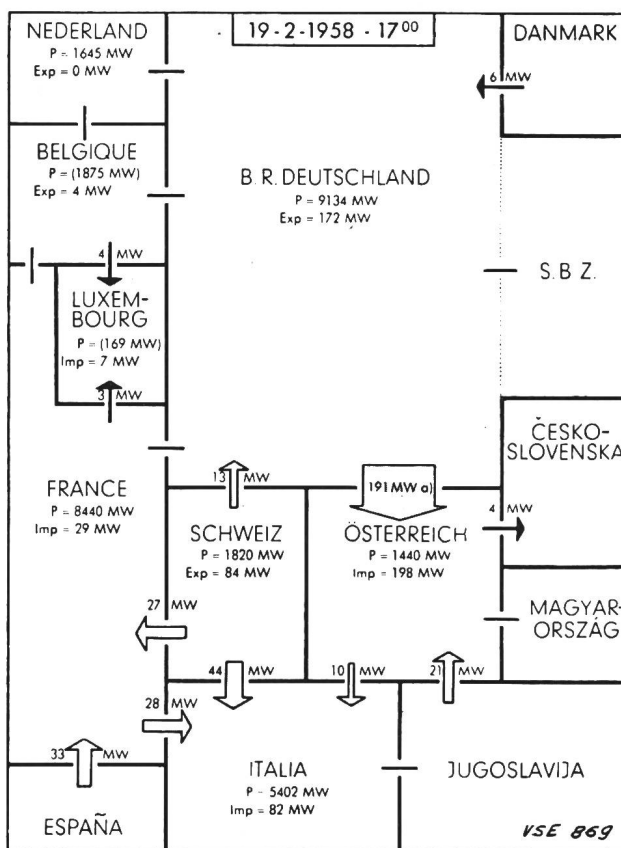 19-2-1958-17⁰⁰
NEDERLAND
P = 1645 MW
Exp = 0 MW
DANMARK
6 MW
BELGIQUE
P = (1875 MW)
Exp = 4 MW
B. R. DEUTSCHLAND
P = 9134 MW
Exp = 172 MW
4 MW
S. B. Z.
LUXEM-
BOURG
P = (169 MW)
Imp = 7 MW
3 MW
ČESKO-
SLOVENSKA
FRANCE
P = 8440 MW
Imp = 29 MW
13 MW
191 MW a)
SCHWEIZ
P = 1820 MW
Exp = 84 MW
ÖSTERREICH
P = 1440 MW
Imp = 198 MW
4 MW
MAGYAR-
ORSZÁG
27 MW
44 MW
10 MW
21 MW
28 MW
33 MW
ITALIA
P = 5402 MW
Imp = 82 MW
JUGOSLAVIJA
ESPAÑA
VSE 869